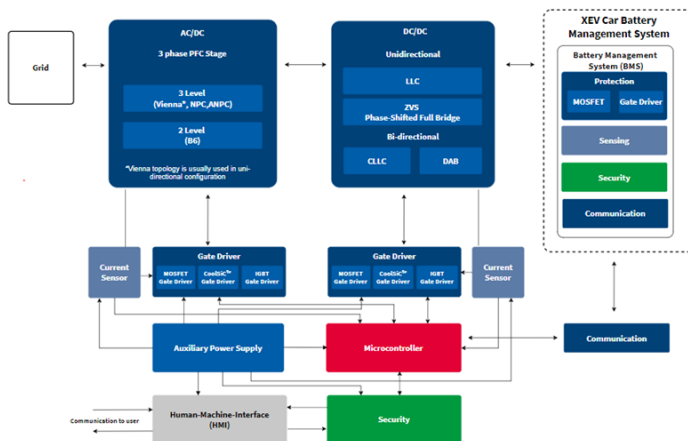 XEV Car Battery
Management System
AC/DC
3 phase PFC Stage
3 Level
(Vienna*, NPC,ANPC)
2 Level
(B6)
*Vienna topology is usually used in uni-
directional configuration
DC/DC
Unidirectional
LLC
ZVS
Phase-Shifted Full Bridge
Bi-directional
CLLC
DAB
Grid
Battery Management
System (BMS)
Protection
MOSFET
Gate Driver
Sensing
Security
Communication
Current
Sensor
Gate Driver
MOSFET
Gate Driver
CoolSiC™
Gate Driver
IGBT
Gate Driver
Gate Driver
MOSFET
Gate Driver
CoolSiC™
Gate Driver
IGBT
Gate Driver
Current
Sensor
Auxiliary Power Supply
Microcontroller
Communication
Communication to user
Human-Machine-Interface
(HMI)
Security